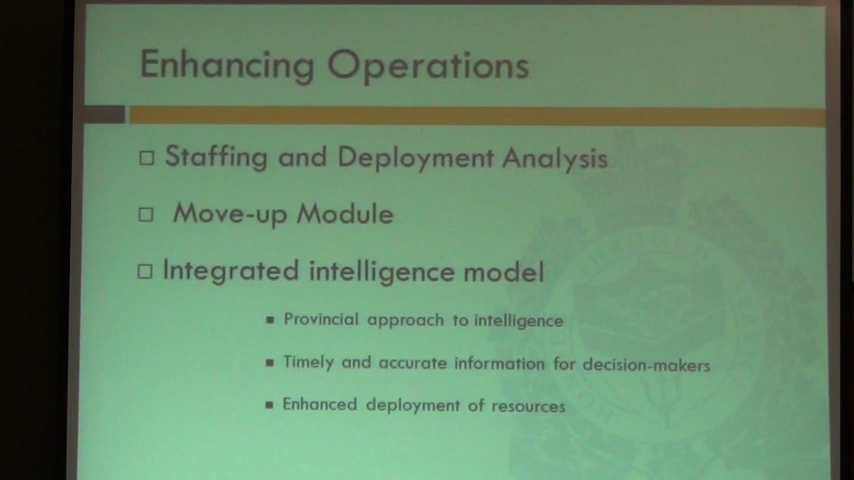 Enhancing Operations
Staffing and Deployment Analysis
Move-up Module
Integrated intelligence model
Provincial approach to intelligence
Timely and accurate information for decision-makers
Enhanced deployment of resources